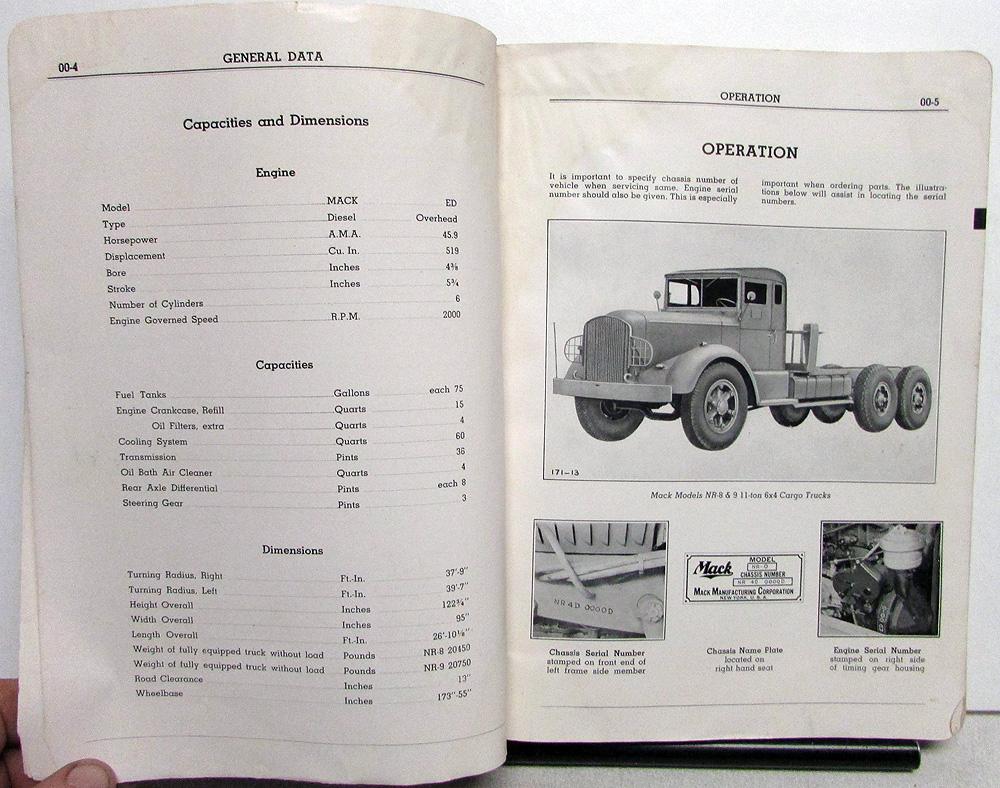 00-4 GENERAL DATA
Capacities and Dimensions
Engine
Model MACK ED
Type Diesel Overhead
Horsepower A.M.A. 45.9
Displacement Cu. In. 519
Bore Inches 4⅜
Stroke Inches 5¾
Number of Cylinders 6
Engine Governed Speed R.P.M. 2000
Capacities
Fuel Tanks Gallons each 75
Engine Crankcase, Refill Quarts 15
Oil Filters, extra Quarts 4
Cooling System Quarts 60
Transmission Pints 36
Oil Bath Air Cleaner Quarts 4
Rear Axle Differential Pints each 8
Steering Gear Pints 3
Dimensions
Turning Radius, Right Ft.-In. 37'-9"
Turning Radius, Left Ft.-In. 39'-7"
Height Overall Inches 122¾"
Width Overall Inches 95"
Length Overall Ft.-In. 26'-10⅛"
Weight of fully equipped truck without load Pounds NR-8 20450
Weight of fully equipped truck without load Pounds NR-9 20750
Road Clearance Inches 13"
Wheelbase Inches 173"-55"
OPERATION 00-5
OPERATION
It is important to specify chassis number of
vehicle when servicing same. Engine serial
number should also be given. This is especially
important when ordering parts. The illustra-
tions below will assist in locating the serial
numbers.
171-13
Mack Models NR-8 & 9 11-ton 6x4 Cargo Trucks
NR4D 0000D
Mack
MODEL
NR-D
CHASSIS NUMBER
NR 4D 0000D
MACK MANUFACTURING CORPORATION
NEW YORK, U. S. A.
Chassis Serial Number
stamped on front end of
left frame side member
Chassis Name Plate
located on
right hand seat
Engine Serial Number
stamped on right side
of timing gear housing